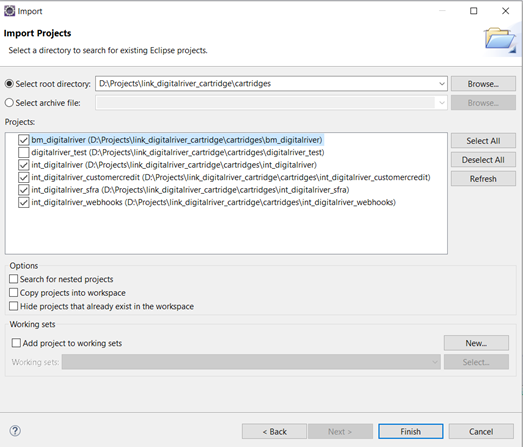 Import
Import Projects
Select a directory to search for existing Eclipse projects.
Select root directory: D:\Projects\link_digitalriver_cartridge\cartridges Browse...
Select archive file: Browse...
Projects:
bm_digitalriver (D:\Projects\link_digitalriver_cartridge\cartridges\bm_digitalriver) Select All
digitalriver_test (D:\Projects\link_digitalriver_cartridge\cartridges\digitalriver_test) Deselect All
int_digitalriver (D:\Projects\link_digitalriver_cartridge\cartridges\int_digitalriver)
int_digitalriver_customercredit (D:\Projects\link_digitalriver_cartridge\cartridges\int_digitalriver_customercredit) Refresh
int_digitalriver_sfra (D:\Projects\link_digitalriver_cartridge\cartridges\int_digitalriver_sfra)
int_digitalriver_webhooks (D:\Projects\link_digitalriver_cartridge\cartridges\int_digitalriver_webhooks)
Options
Search for nested projects
Copy projects into workspace
Hide projects that already exist in the workspace
Working sets
Add project to working sets New...
Working sets: Select...
? < Back Next > Finish Cancel